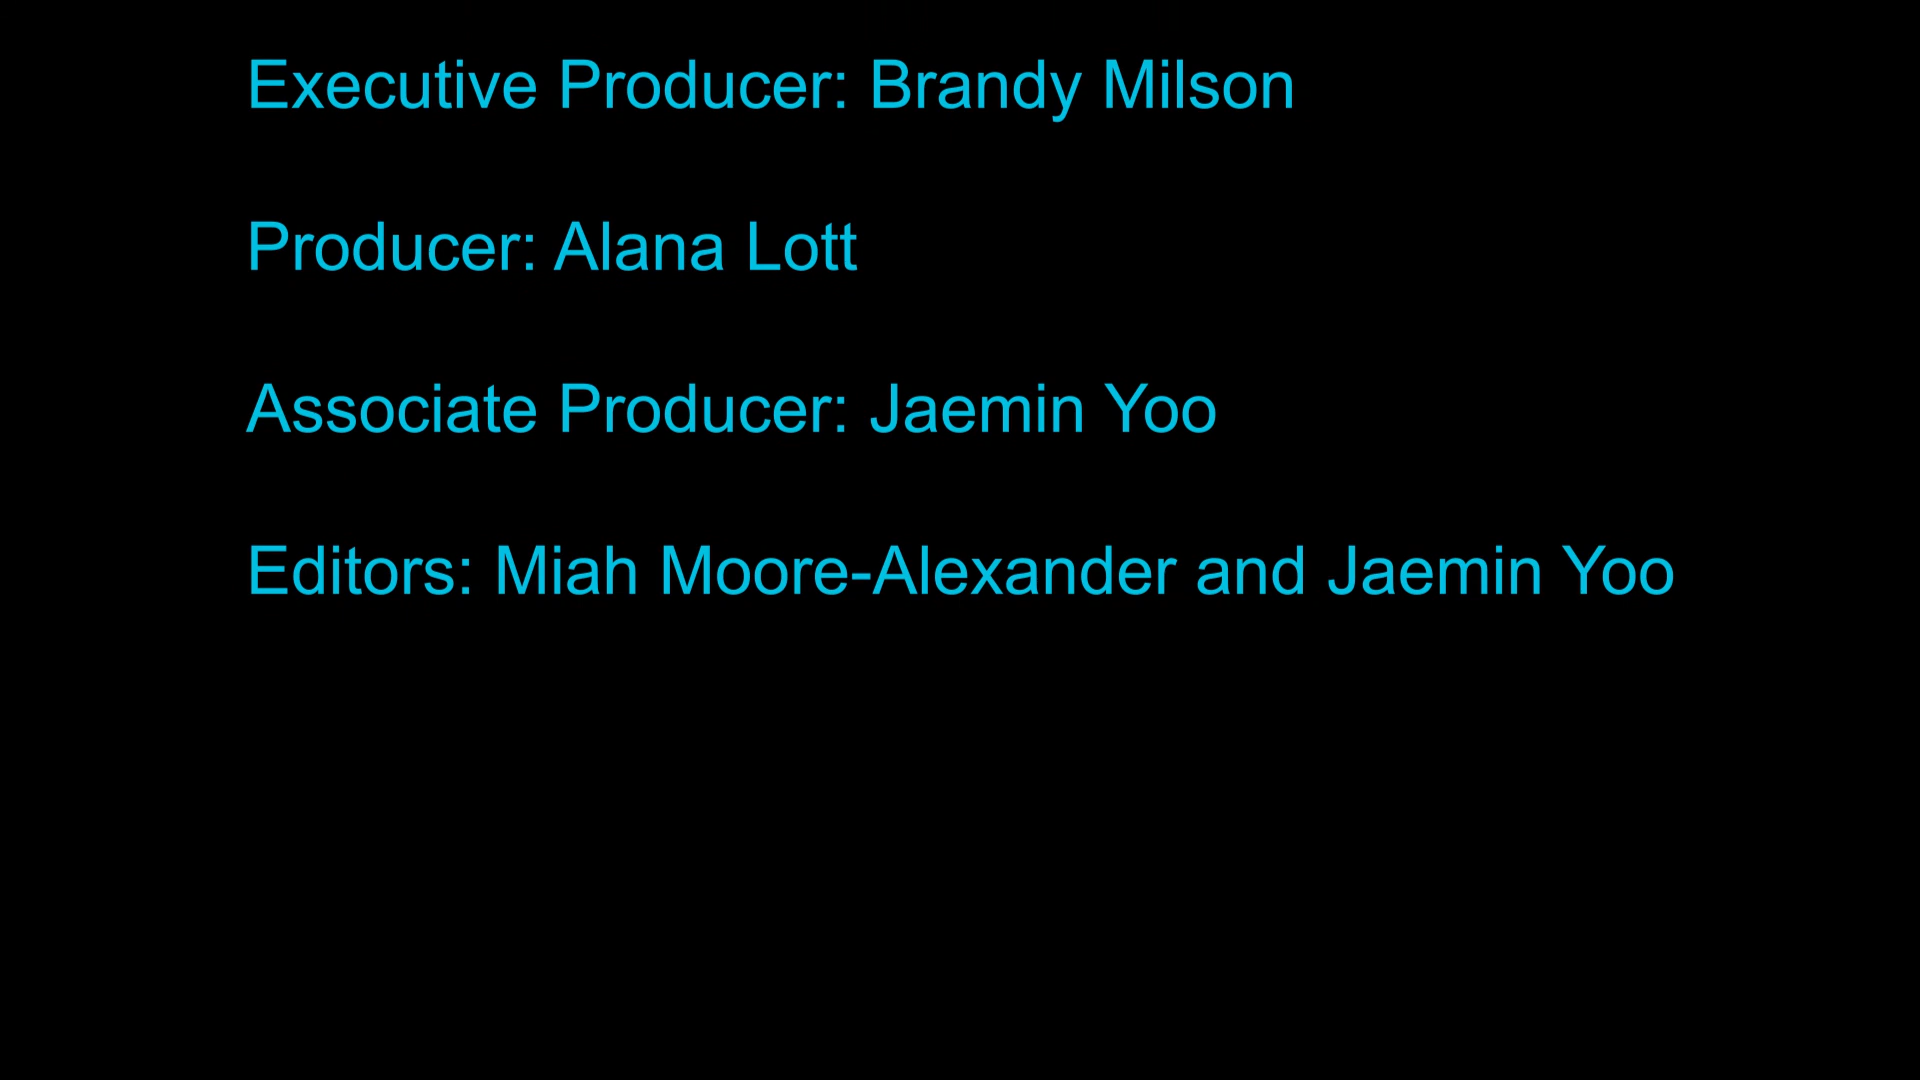 Executive Producer: Brandy Milson
Producer: Alana Lott
Associate Producer: Jaemin Yoo
Editors: Miah Moore-Alexander and Jaemin Yoo